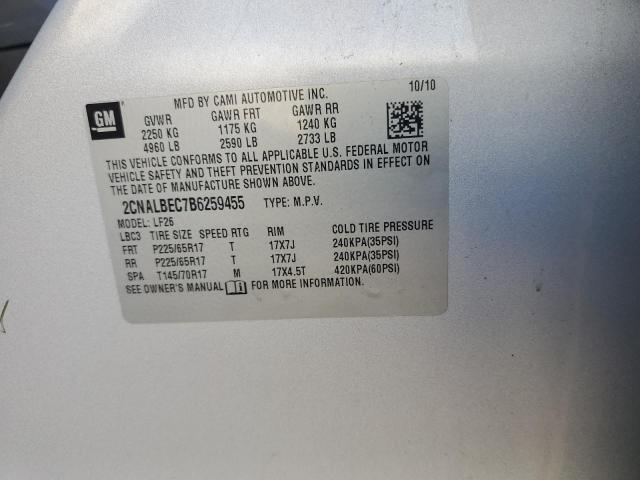 10/10
MFD BY CAMI AUTOMOTIVE INC.
GM
GVWR GAWR FRT GAWR RR
2250 KG 1175 KG 1240 KG
4960 LB 2590 LB 2733 LB
THIS VEHICLE CONFORMS TO ALL APPLICABLE U.S. FEDERAL MOTOR
VEHICLE SAFETY AND THEFT PREVENTION STANDARDS IN EFFECT ON
THE DATE OF MANUFACTURE SHOWN ABOVE.
2CNALBEC7B6259455 TYPE: M.P.V.
MODEL: LF26
LBC3 TIRE SIZE SPEED RTG RIM COLD TIRE PRESSURE
FRT P225/65R17 T 17X7J 240KPA(35PSI)
RR P225/65R17 T 17X7J 240KPA(35PSI)
SPA T145/70R17 M 17X4.5T 420KPA(60PSI)
SEE OWNER'S MANUAL FOR MORE INFORMATION.